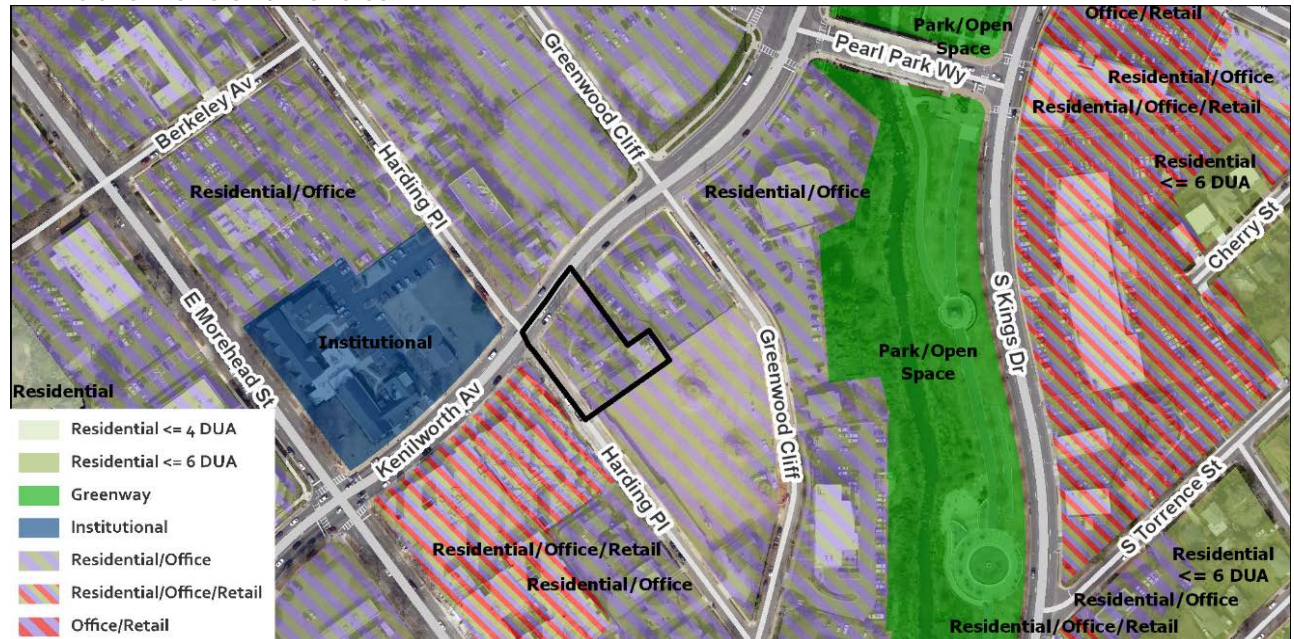 Park/Open
Space
Office/Retail
Pearl Park Wy
Greenwood Cliff
Residential/Office
Residential/Office/Retail
Berkeley Av
Harding Pl
Residential
<= 6 DUA
Residential/Office
Residential/Office
Cherry St
E Morehead St
S Kings Dr
Institutional
Greenwood Cliff
Park/Open
Space
Residential
Kenilworth Av
Harding Pl
S Torrence St
Residential/Office/Retail
Residential/Office
Residential
<= 6 DUA
Residential/Office
Residential/Office/Retail
Residential <= 4 DUA
Residential <= 6 DUA
Greenway
Institutional
Residential/Office
Residential/Office/Retail
Office/Retail